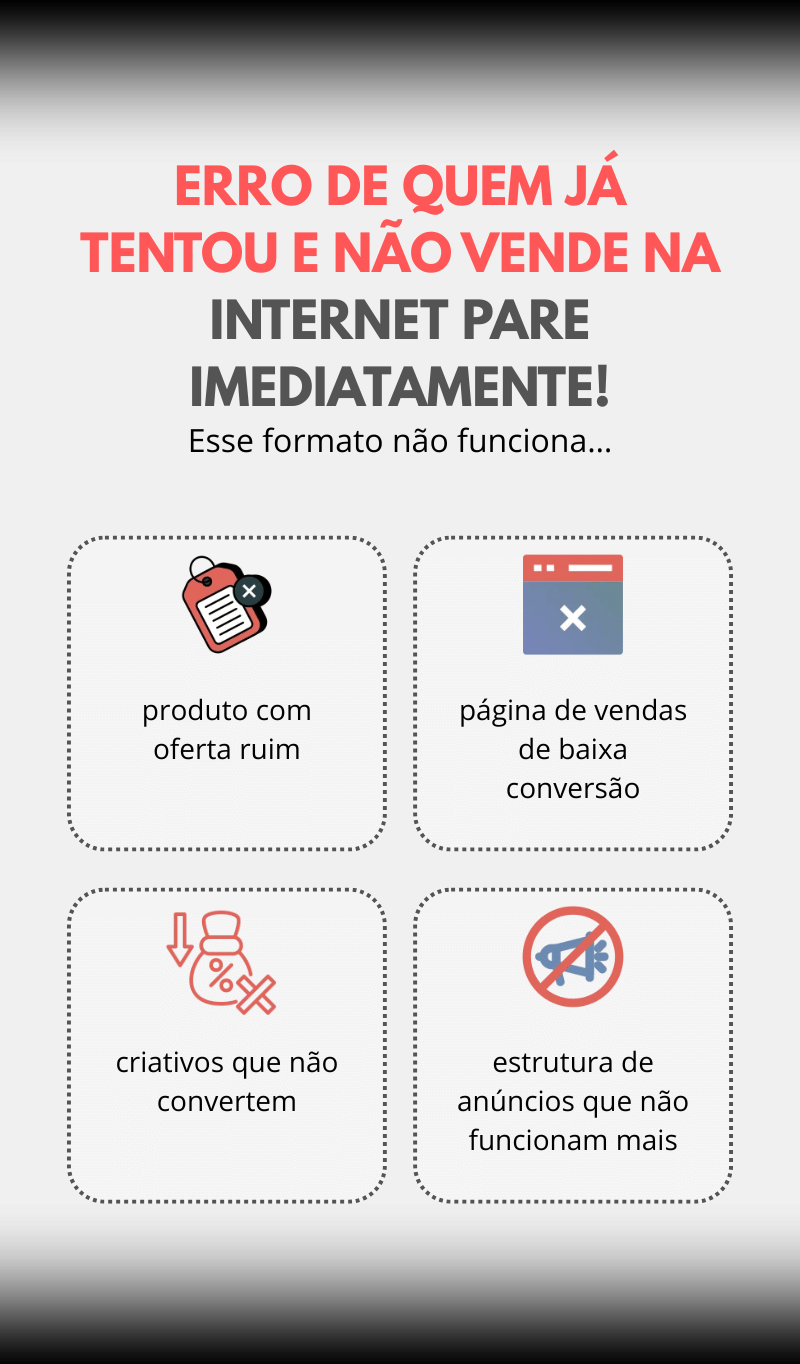 ERRO DE QUEM JÁ
TENTOU E NÃO VENDE NA
INTERNET PARE
IMEDIATAMENTE!
Esse formato não funciona...
produto com
oferta ruim
página de vendas
de baixa
conversão
%
criativos que não
convertem
estrutura de
anúncios que não
funcionam mais